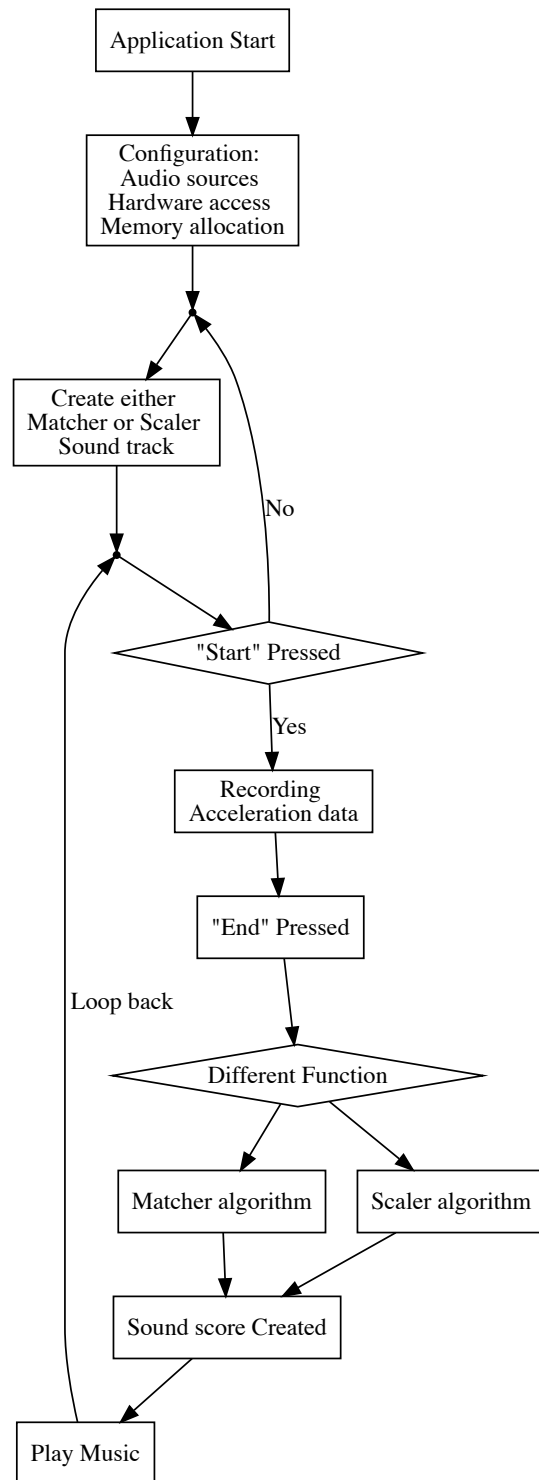 Application Start
Configuration:
Audio sources
Hardware access
Memory allocation
Create either
Matcher or Scaler
Sound track
No
"Start" Pressed
Yes
Recording
Acceleration data
"End" Pressed
Loop back
Different Function
Matcher algorithm
Scaler algorithm
Sound score Created
Play Music